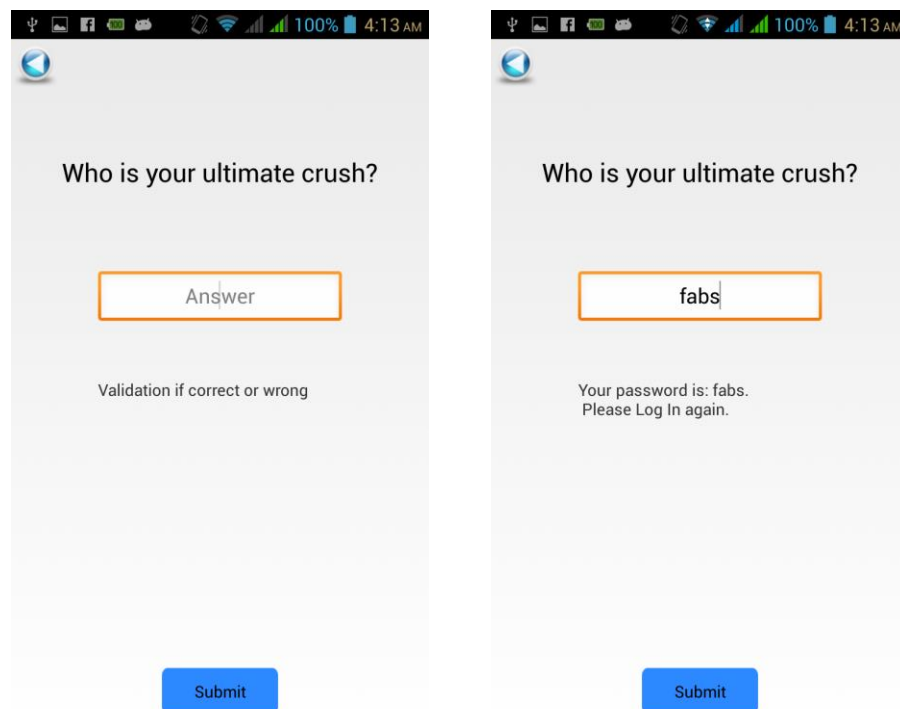 100% 4:13 AM
Who is your ultimate crush?
Answer
Validation if correct or wrong
Submit
100% 4:13 AM
Who is your ultimate crush?
fabs
Your password is: fabs.
Please Log In again.
Submit